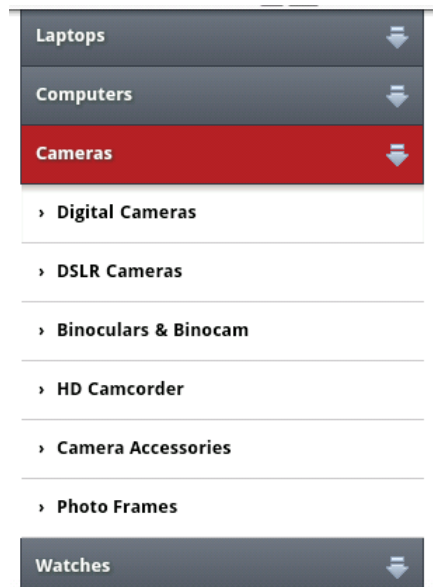 Laptops
Computers
Cameras
› Digital Cameras
› DSLR Cameras
› Binoculars & Binocam
› HD Camcorder
› Camera Accessories
› Photo Frames
Watches